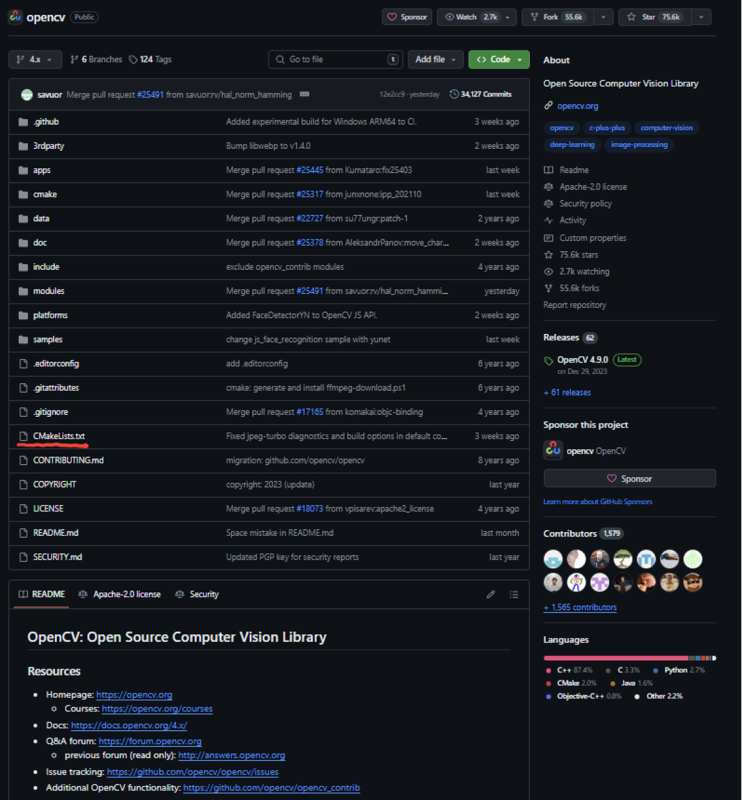 opencv Public
Sponsor Watch 2.7k Fork 55.6k Star 75.6k
4.x 6 Branches 124 Tags Go to file t Add file Code
savuor Merge pull request #25491 from savuor:rv/hal_norm_hamming 12e2cc9 · yesterday 34,127 Commits
.github Added experimental build for Windows ARM64 to CI. 3 weeks ago
3rdparty Bump libwebp to v1.4.0 2 weeks ago
apps Merge pull request #25445 from Kumataro:fix25403 last week
cmake Merge pull request #25317 from junxnone:ipp_202110 last week
data Merge pull request #22727 from su77ungr:patch-1 2 years ago
doc Merge pull request #25378 from AleksandrPanov:move_char... 2 weeks ago
include exclude opencv_contrib modules 4 years ago
modules Merge pull request #25491 from savuor:rv/hal_norm_hammin... yesterday
platforms Added FaceDetectorYN to OpenCV JS API. 2 weeks ago
samples change js_face_recognition sample with yunet last week
.editorconfig add .editorconfig 6 years ago
.gitattributes cmake: generate and install ffmpeg-download.ps1 6 years ago
.gitignore Merge pull request #17165 from komakai:objc-binding 4 years ago
CMakeLists.txt Fixed jpeg-turbo diagnostics and build options in default co... 3 weeks ago
CONTRIBUTING.md migration: github.com/opencv/opencv 8 years ago
COPYRIGHT copyright: 2023 (update) last year
LICENSE Merge pull request #18073 from vpisarev:apache2_license 4 years ago
README.md Space mistake in README.md last month
SECURITY.md Updated PGP key for security reports last year
README Apache-2.0 license Security
OpenCV: Open Source Computer Vision Library
Resources
Homepage: https://opencv.org
Courses: https://opencv.org/courses
Docs: https://docs.opencv.org/4.x/
Q&A forum: https://forum.opencv.org
previous forum (read only): http://answers.opencv.org
Issue tracking: https://github.com/opencv/opencv/issues
Additional OpenCV functionality: https://github.com/opencv/opencv_contrib
About
Open Source Computer Vision Library
opencv.org
opencv c-plus-plus computer-vision
deep-learning image-processing
Readme
Apache-2.0 license
Security policy
Activity
Custom properties
75.6k stars
2.7k watching
55.6k forks
Report repository
Releases 62
OpenCV 4.9.0 Latest
on Dec 29, 2023
+ 61 releases
Sponsor this project
opencv OpenCV
Sponsor
Learn more about GitHub Sponsors
Contributors 1,579
+ 1,565 contributors
Languages
C++ 87.4% C 3.3% Python 2.7%
CMake 2.0% Java 1.6%
Objective-C++ 0.8% Other 2.2%